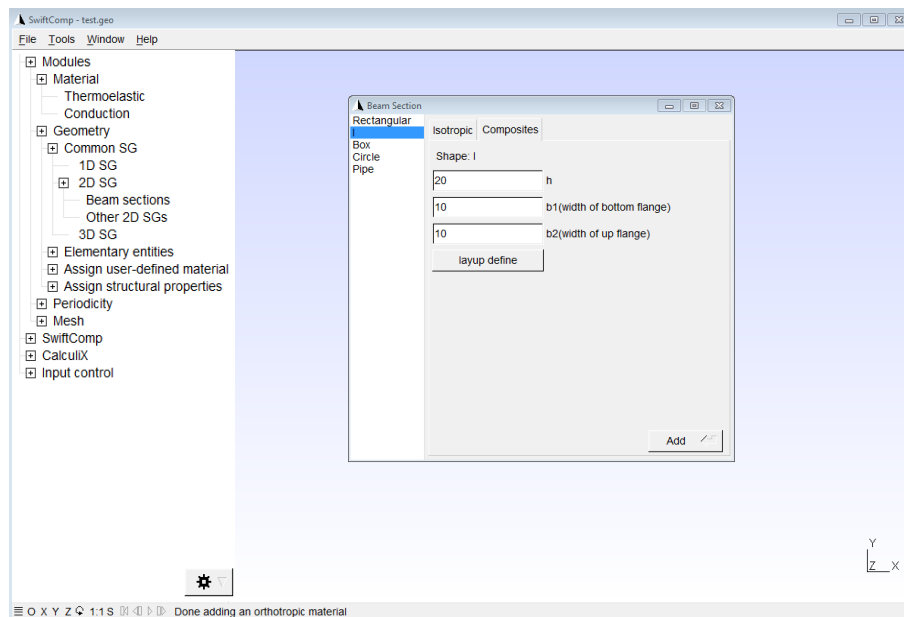 SwiftComp - test.geo
File Tools Window Help
Modules
Material
Thermoelastic
Conduction
Geometry
Common SG
1D SG
2D SG
Beam sections
Other 2D SGs
3D SG
Elementary entities
Assign user-defined material
Assign structural properties
Periodicity
Mesh
SwiftComp
CalculiX
Input control
Beam Section
Rectangular
I
Box
Circle
Pipe
Isotropic Composites
Shape: I
20 h
10 b1(width of bottom flange)
10 b2(width of up flange)
layup define
Add
Y
Z X
O X Y Z 1:1 S Done adding an orthotropic material